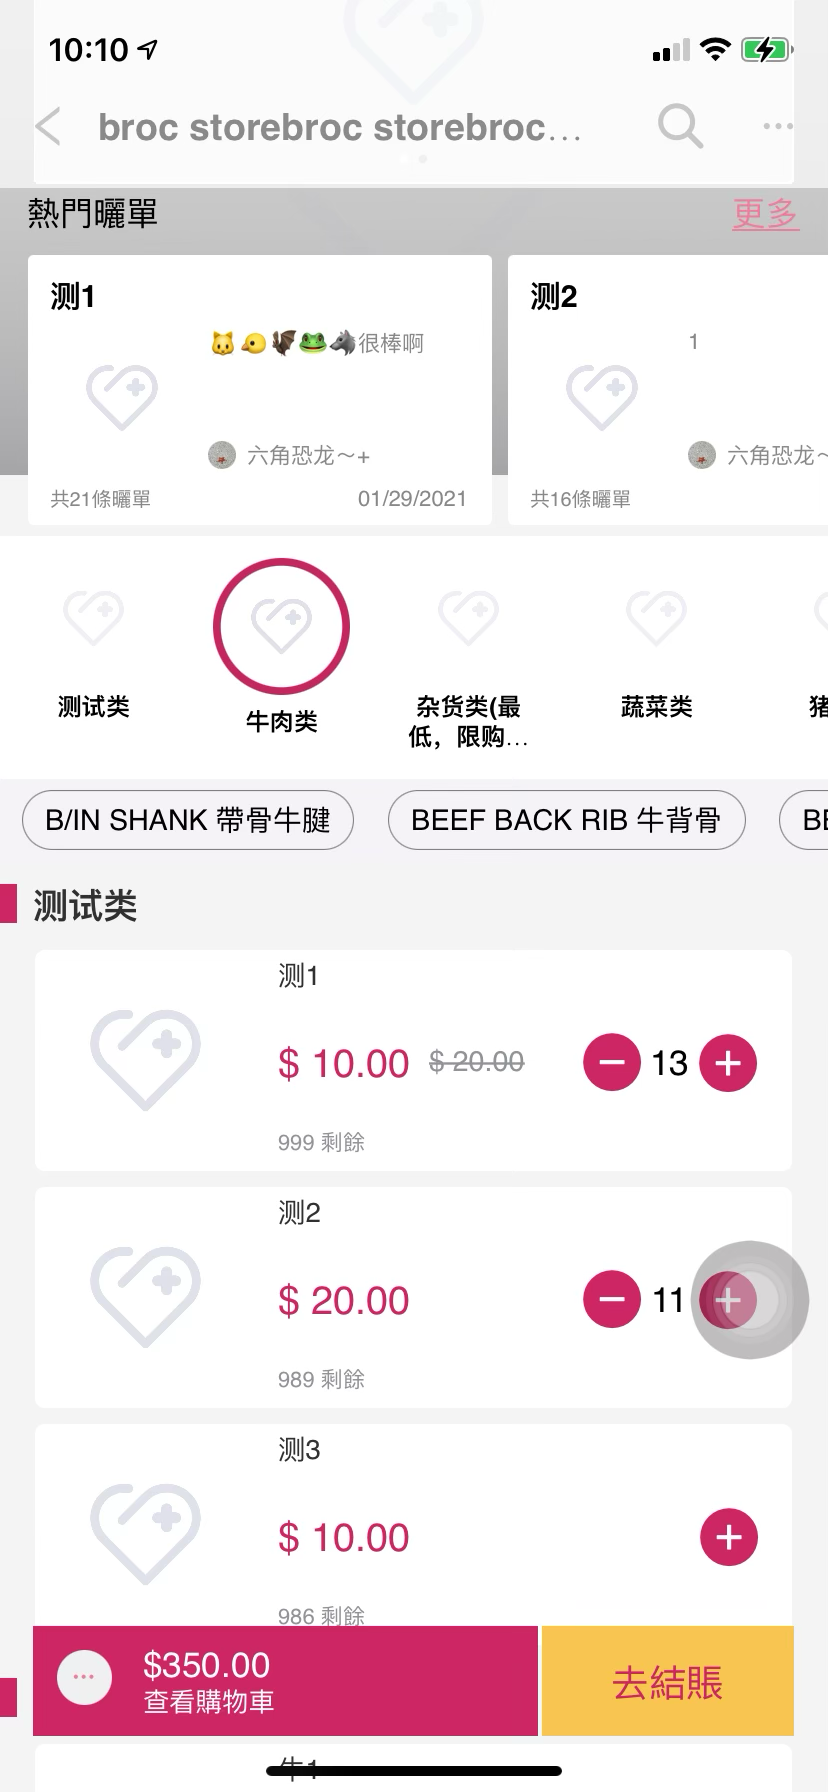 10:10
broc storebroc storebroc...
熱門曬單
更多
测1
🐱🐤🦇🐸🐺很棒啊
六角恐龙～+
共21條曬單
01/29/2021
测2
1
六角恐龙～
共16條曬單
测试类
牛肉类
杂货类(最
低，限购...
蔬菜类
猪
B/IN SHANK 帶骨牛腱
BEEF BACK RIB 牛背骨
BE
测试类
测1
$ 10.00
$ 20.00
13
999 剩餘
测2
$ 20.00
11
989 剩餘
测3
$ 10.00
986 剩餘
$350.00
查看購物車
去結賬
牛1